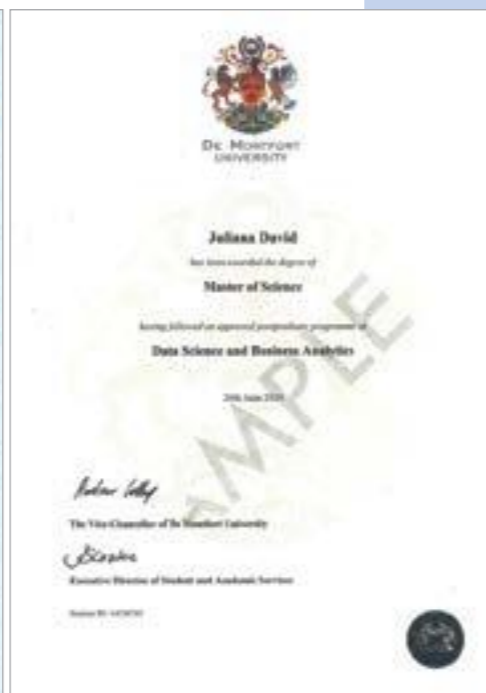 DE MONTFORT
UNIVERSITY
Juliana David
has been awarded the degree of
Master of Science
having followed an approved postgraduate programme in
Data Science and Business Analytics
SAMPLE
The Vice-Chancellor of De Montfort University
Executive Director of Student and Academic Services